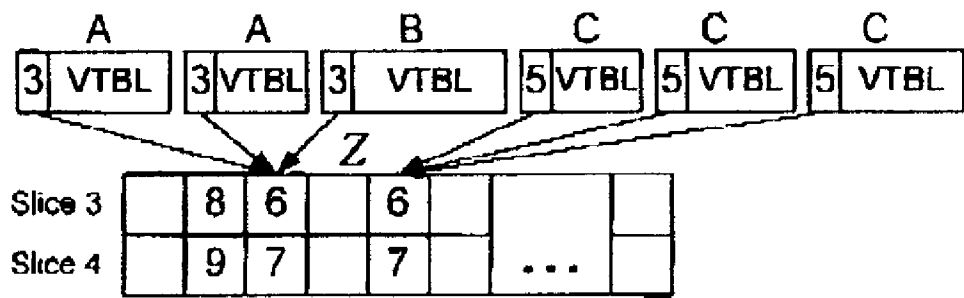 A A B C C C
3 VTBL 3 VTBL 3 VTBL 5 VTBL 5 VTBL 5 VTBL
Z
Slice 3 8 6 6
Slice 4 9 7 7 ...